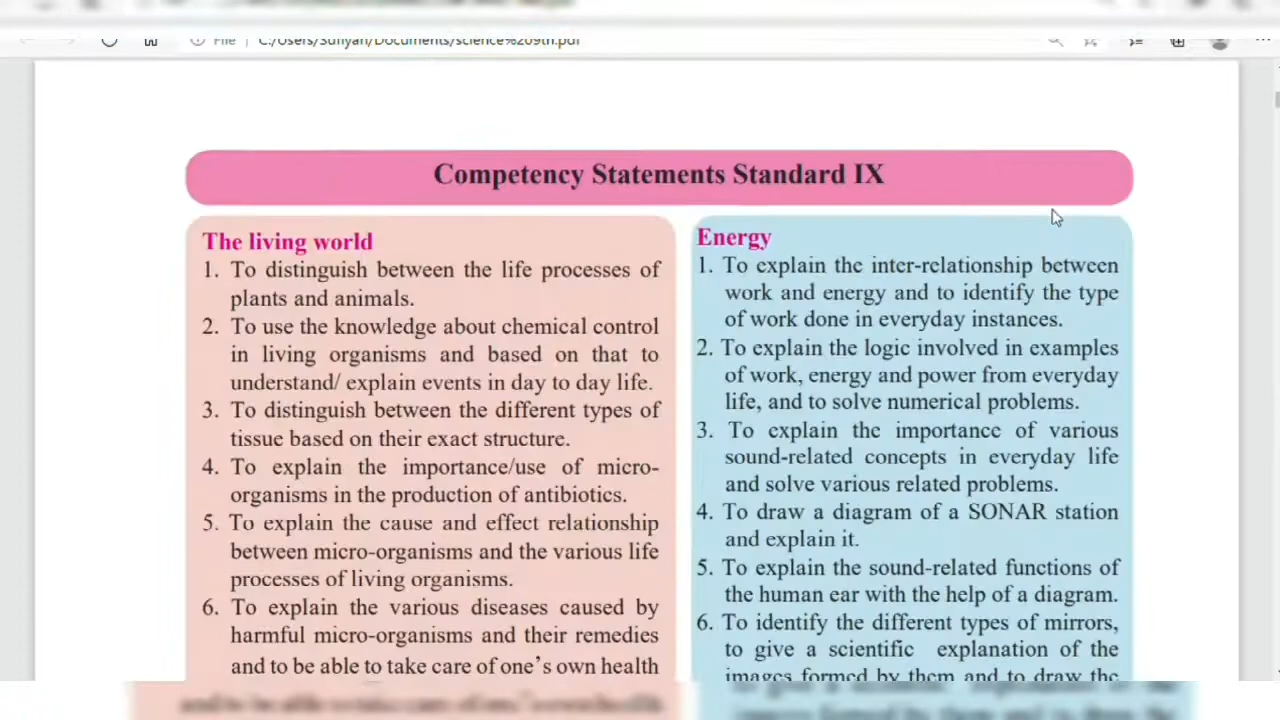 File
C:/Users/Sufiyan/Documents/science%209th.pdf
Competency Statements Standard IX
The living world
1. To distinguish between the life processes of
plants and animals.
2. To use the knowledge about chemical control
in living organisms and based on that to
understand/ explain events in day to day life.
3. To distinguish between the different types of
tissue based on their exact structure.
4. To explain the importance/use of micro-
organisms in the production of antibiotics.
5. To explain the cause and effect relationship
between micro-organisms and the various life
processes of living organisms.
6. To explain the various diseases caused by
harmful micro-organisms and their remedies
and to be able to take care of one's own health
Energy
1. To explain the inter-relationship between
work and energy and to identify the type
of work done in everyday instances.
2. To explain the logic involved in examples
of work, energy and power from everyday
life, and to solve numerical problems.
3. To explain the importance of various
sound-related concepts in everyday life
and solve various related problems.
4. To draw a diagram of a SONAR station
and explain it.
5. To explain the sound-related functions of
the human ear with the help of a diagram.
6. To identify the different types of mirrors,
to give a scientific explanation of the
images formed by them and to draw the